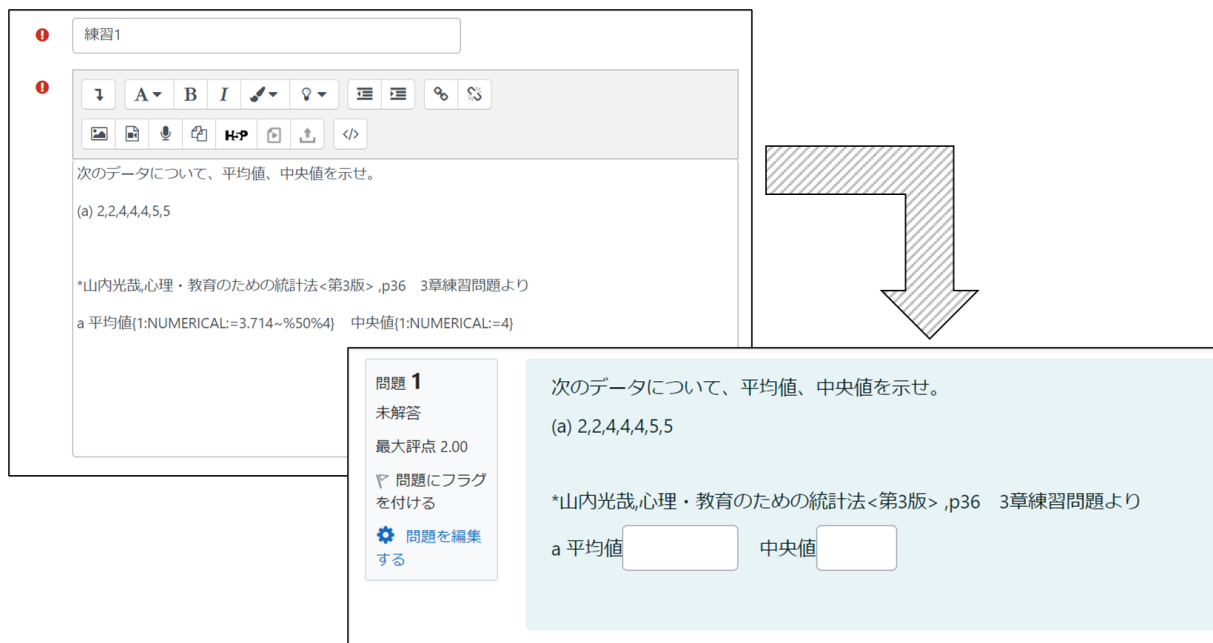 練習1
A B I
H5P </>
次のデータについて、平均値、中央値を示せ。
(a) 2,2,4,4,4,5,5
*山内光哉,心理・教育のための統計法<第3版> ,p36　3章練習問題より
a 平均値{1:NUMERICAL:=3.714~%50%4}　中央値{1:NUMERICAL:=4}
問題 1
未解答
最大評点 2.00
問題にフラグ
を付ける
問題を編集
する
次のデータについて、平均値、中央値を示せ。
(a) 2,2,4,4,4,5,5
*山内光哉,心理・教育のための統計法<第3版> ,p36　3章練習問題より
a 平均値　中央値